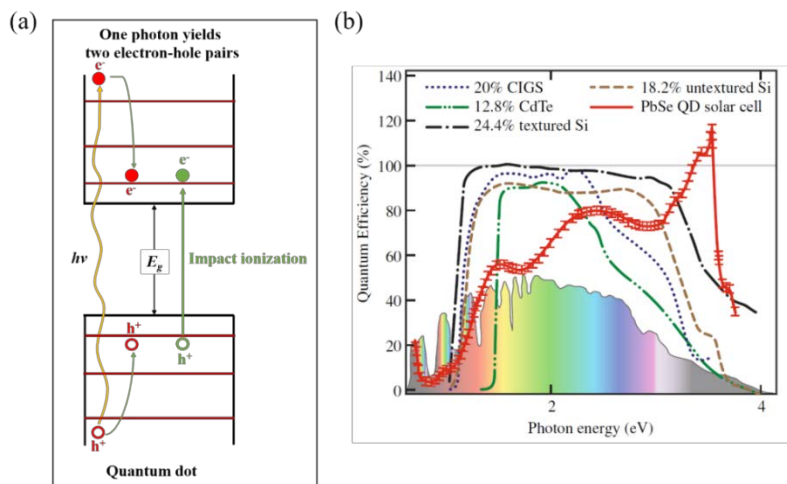 (a)
One photon yields
two electron-hole pairs
e-
e-
e-
hν
Eg
Impact ionization
h+
h+
h+
Quantum dot
(b)
140
120
100
80
60
40
20
0
Quantum Efficiency (%)
20% CIGS
12.8% CdTe
24.4% textured Si
18.2% untextured Si
PbSe QD solar cell
2
4
Photon energy (eV)